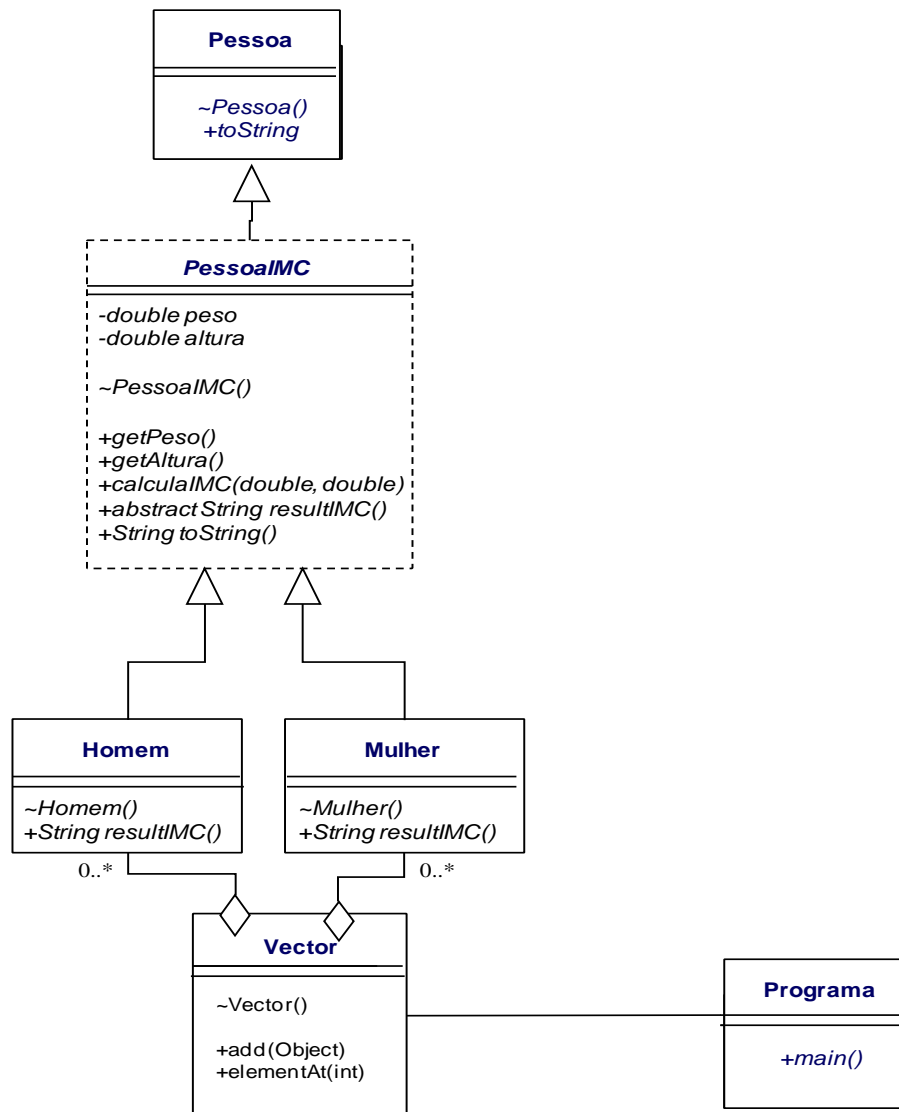 Pessoa
~Pessoa()
+toString
PessoaIMC
-double peso
-double altura
~PessoaIMC()
+getPeso()
+getAltura()
+calculaIMC(double, double)
+abstract String resultIMC()
+String toString()
Homem
~Homem()
+String resultIMC()
Mulher
~Mulher()
+String resultIMC()
0..*
0..*
Vector
~Vector()
+add(Object)
+elementAt(int)
Programa
+main()